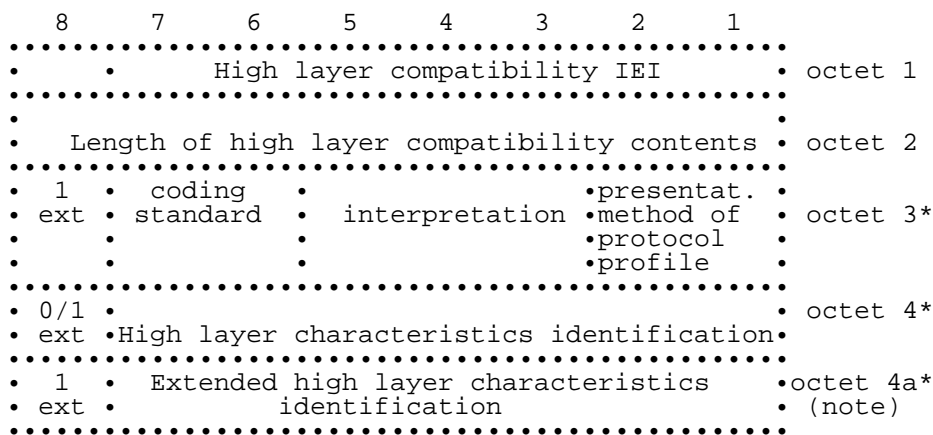 8 7 6 5 4 3 2 1
High layer compatibility IEI octet 1
Length of high layer compatibility contents octet 2
1 coding presentat.
ext standard interpretation method of octet 3*
protocol
profile
0/1 octet 4*
ext High layer characteristics identification
1 Extended high layer characteristics octet 4a*
ext identification (note)